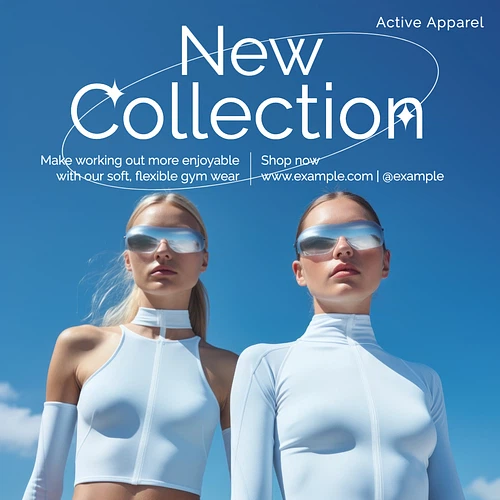 Active Apparel
New
Collection
Make working out more enjoyable
with our soft, flexible gym wear
Shop now
www.example.com | @example